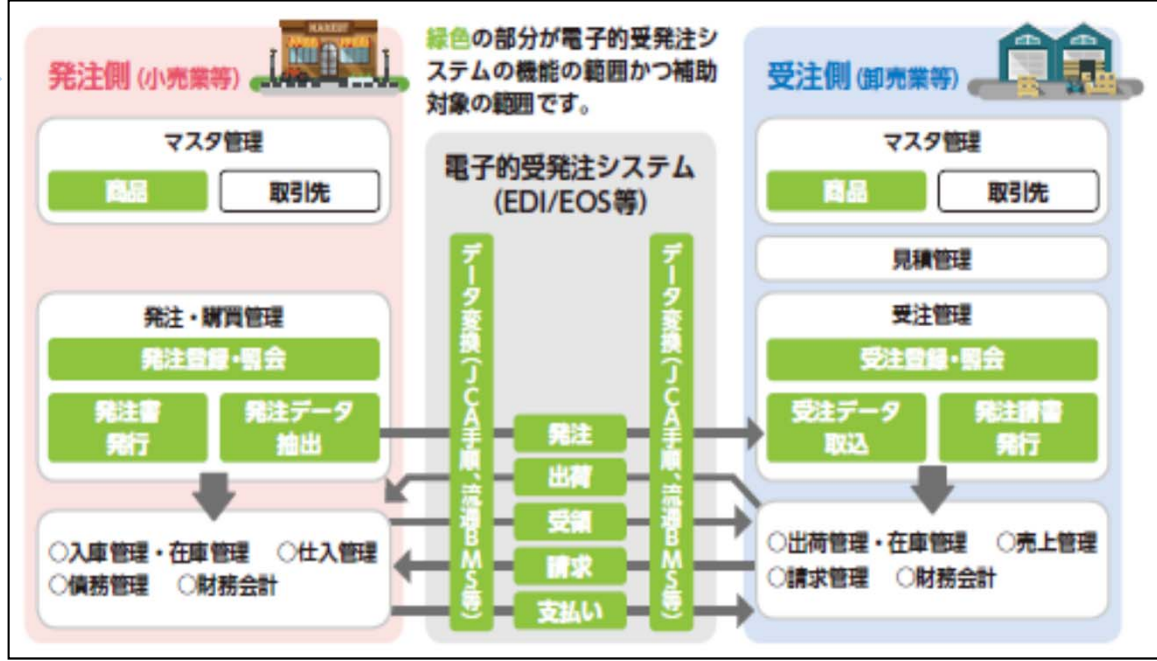 MARKET
緑色の部分が電子的受発注シ
ステムの機能の範囲かつ補助
対象の範囲です。
発注側(小売業等)
マスタ管理
商品
取引先
発注・購買管理
発注登録・照会
発注書
発行
発注データ
抽出
○入庫管理・在庫管理 ○仕入管理
○債務管理 ○財務会計
電子的受発注システム
(EDI/EOS等)
データ変換(JCA手順、流通BMS等)
発注
出荷
受領
請求
支払い
データ変換(JCA手順、流通BMS等)
受注側(卸売業等)
マスタ管理
商品
取引先
見積管理
受注管理
受注登録・照会
受注データ
取込
発注請書
発行
○出荷管理・在庫管理 ○売上管理
○請求管理 ○財務会計